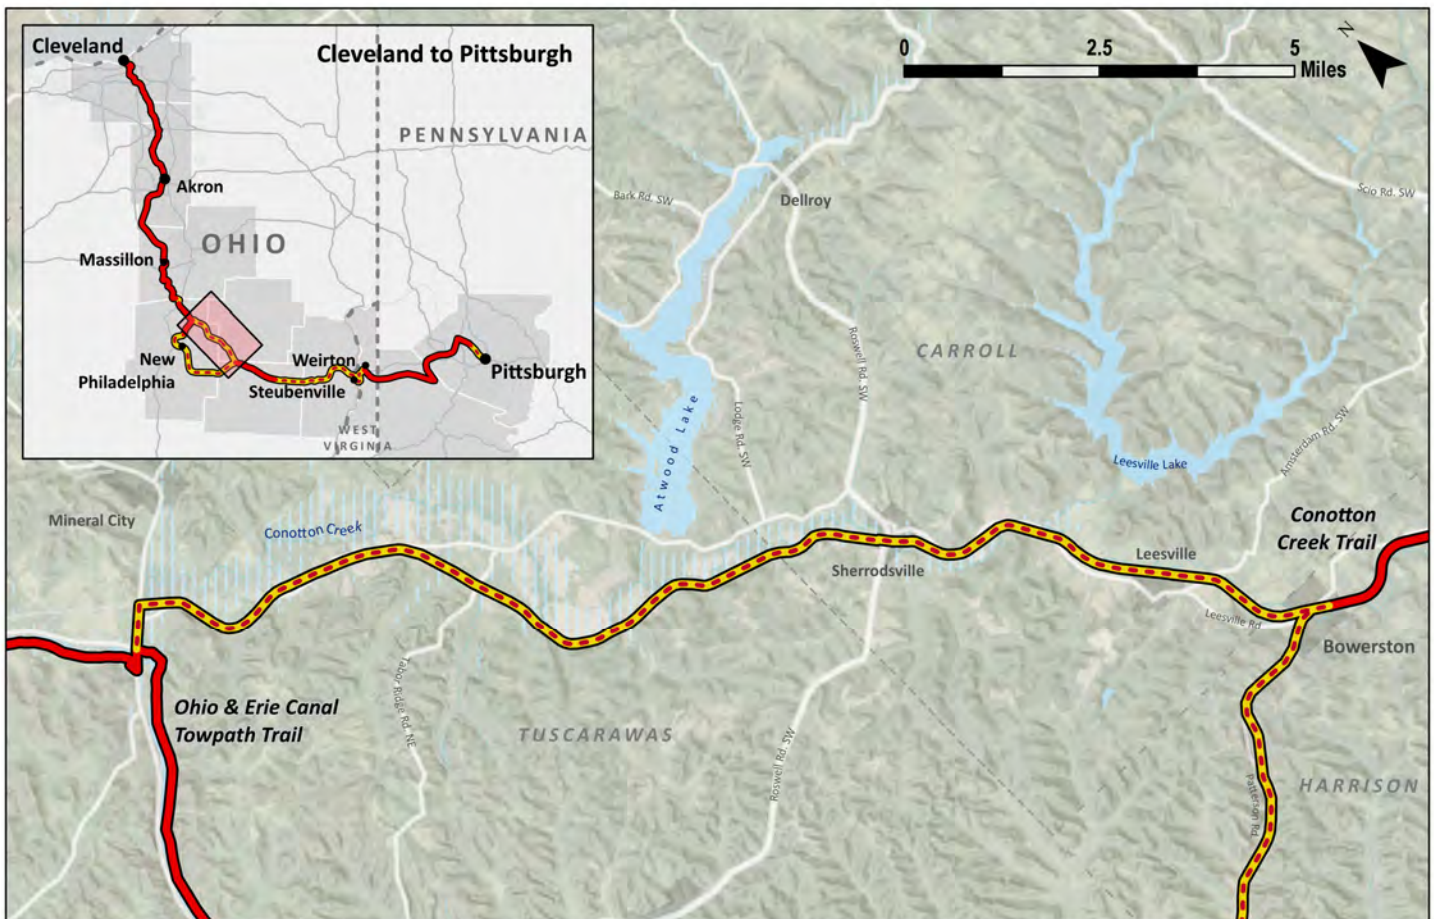 Cleveland to Pittsburgh
Cleveland
PENNSYLVANIA
Akron
OHIO
Massillon
New
Philadelphia
Weirton
Steubenville
Pittsburgh
WEST
VIRGINIA
0 2.5 5
Miles
N
Bark Rd. SW
Dellroy
Scio Rd. SW
Roswell Rd. SW
CARROLL
Lodge Rd. SW
Atwood Lake
Amsterdam Rd. SW
Leesville Lake
Mineral City
Conotton Creek
Conotton
Creek Trail
Leesville
Sherrodsville
Leesville Rd
Bowerston
Ohio & Erie Canal
Towpath Trail
Tabor Ridge Rd. NE
TUSCARAWAS
Roswell Rd. SW
Patterson Rd
HARRISON